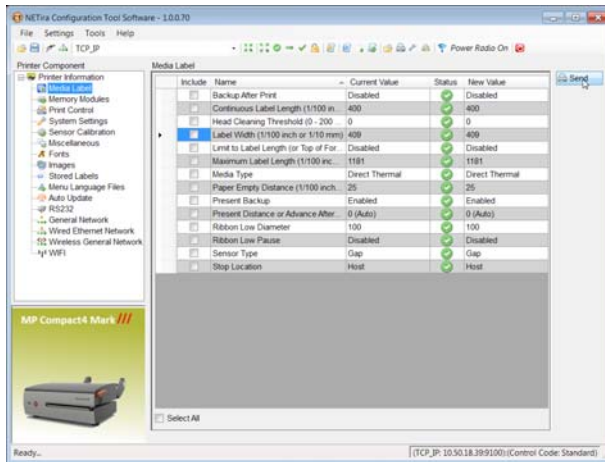 NETira Configuration Tool Software - 1.0.0.70
File Settings Tools Help
TCP_IP
Power Radio On
Printer Component
Printer Information
Media Label
Memory Modules
Print Control
System Settings
Sensor Calibration
Miscellaneous
Fonts
Images
Stored Labels
Menu Language Files
Auto Update
RS232
General Network
Wired Ethernet Network
Wireless General Network
WIFI
MP Compact4 Mark III
Media Label
Include Name Current Value Status New Value
Backup After Print Disabled Disabled
Continuous Label Length (1/100 in... 400 400
Head Cleaning Threshold (0 - 200 ... 0 0
Label Width (1/100 inch or 1/10 mm) 409 409
Limit to Label Length (or Top of For... Disabled Disabled
Maximum Label Length (1/100 inc... 1181 1181
Media Type Direct Thermal Direct Thermal
Paper Empty Distance (1/100 inch... 25 25
Present Backup Enabled Enabled
Present Distance or Advance After... 0 (Auto) 0 (Auto)
Ribbon Low Diameter 100 100
Ribbon Low Pause Disabled Disabled
Sensor Type Gap Gap
Stop Location Host Host
Select All
Send
Ready...
(TCP_IP: 10.50.18.39:9100):(Control Code: Standard)